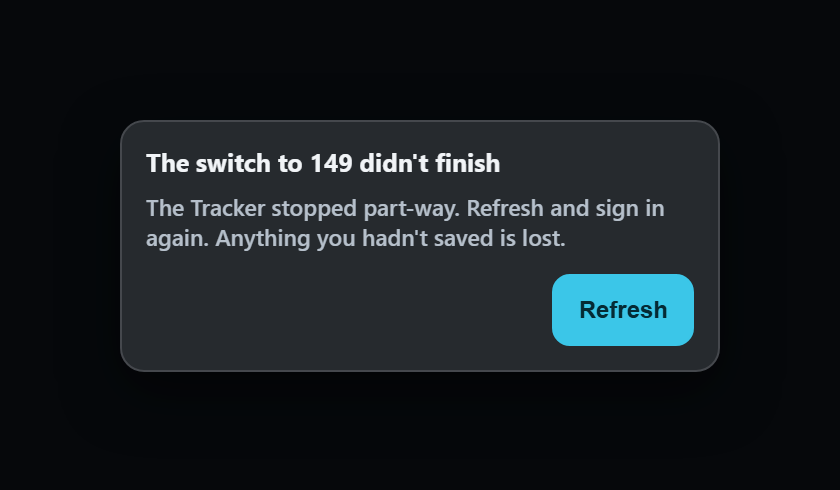 The switch to 149 didn't finish
The Tracker stopped part-way. Refresh and sign in
again. Anything you hadn't saved is lost.
Refresh